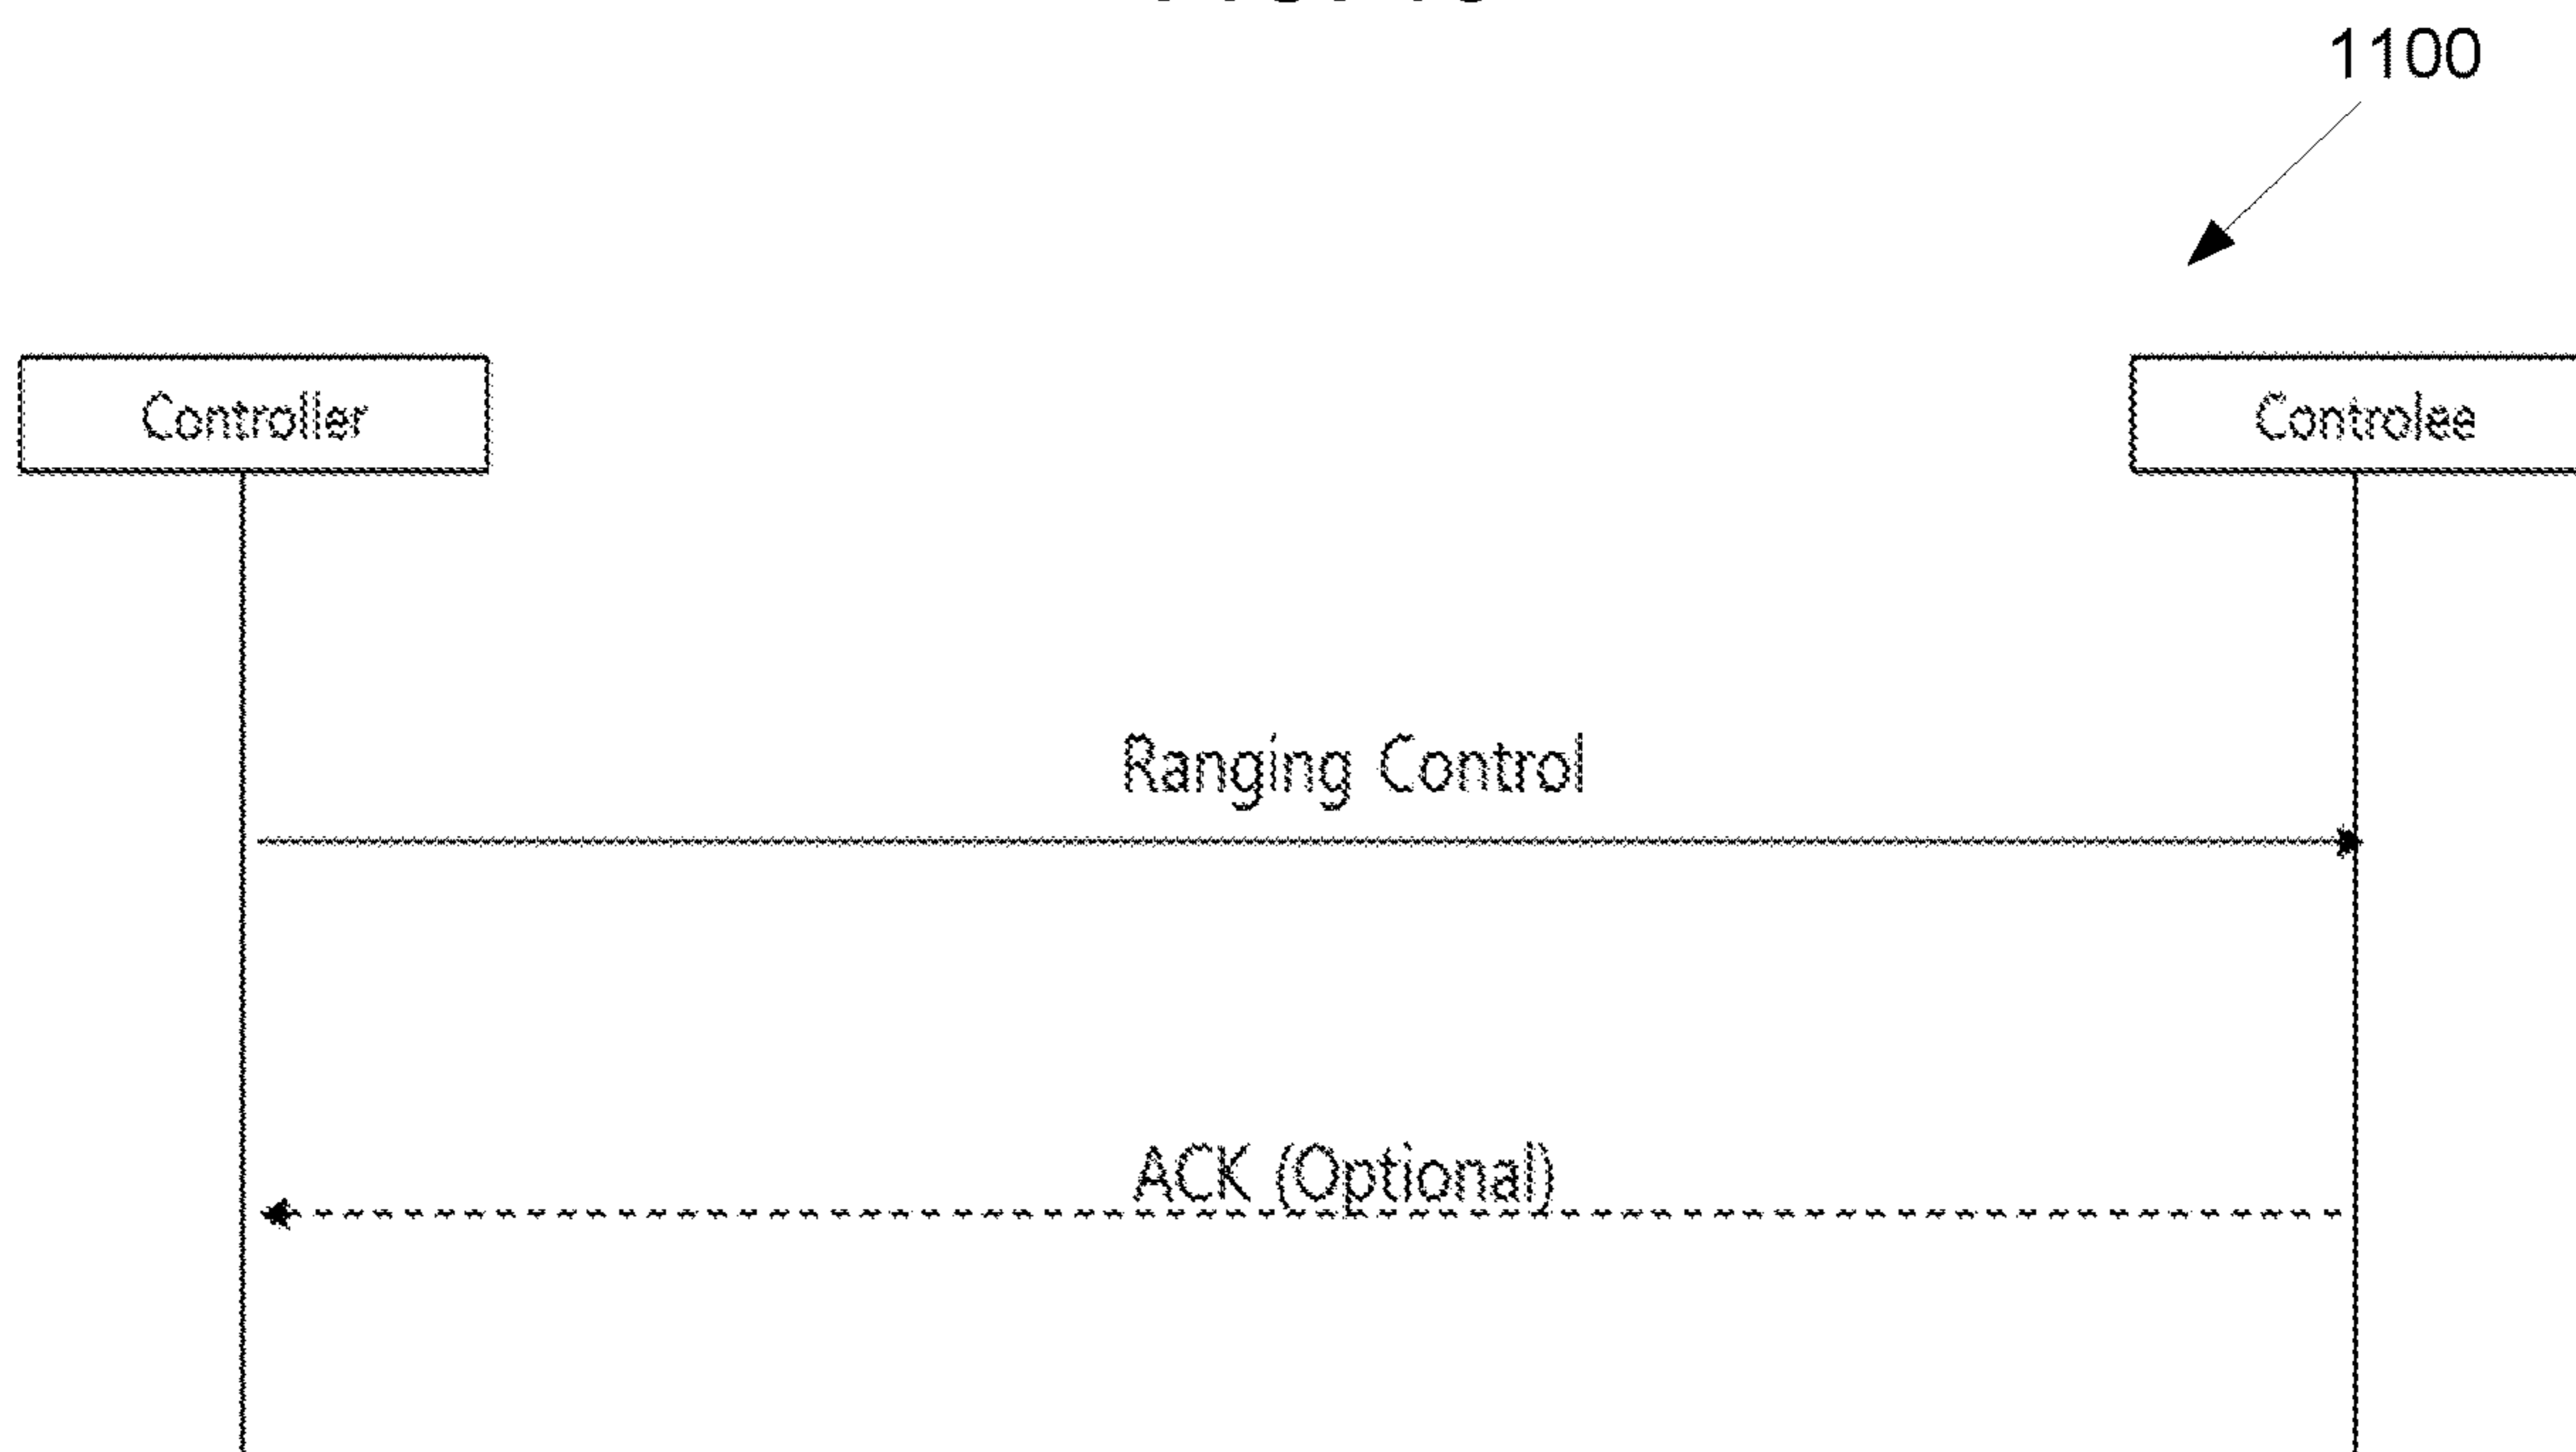 1100
Controller
Controlee
Ranging Control
ACK (Optional)